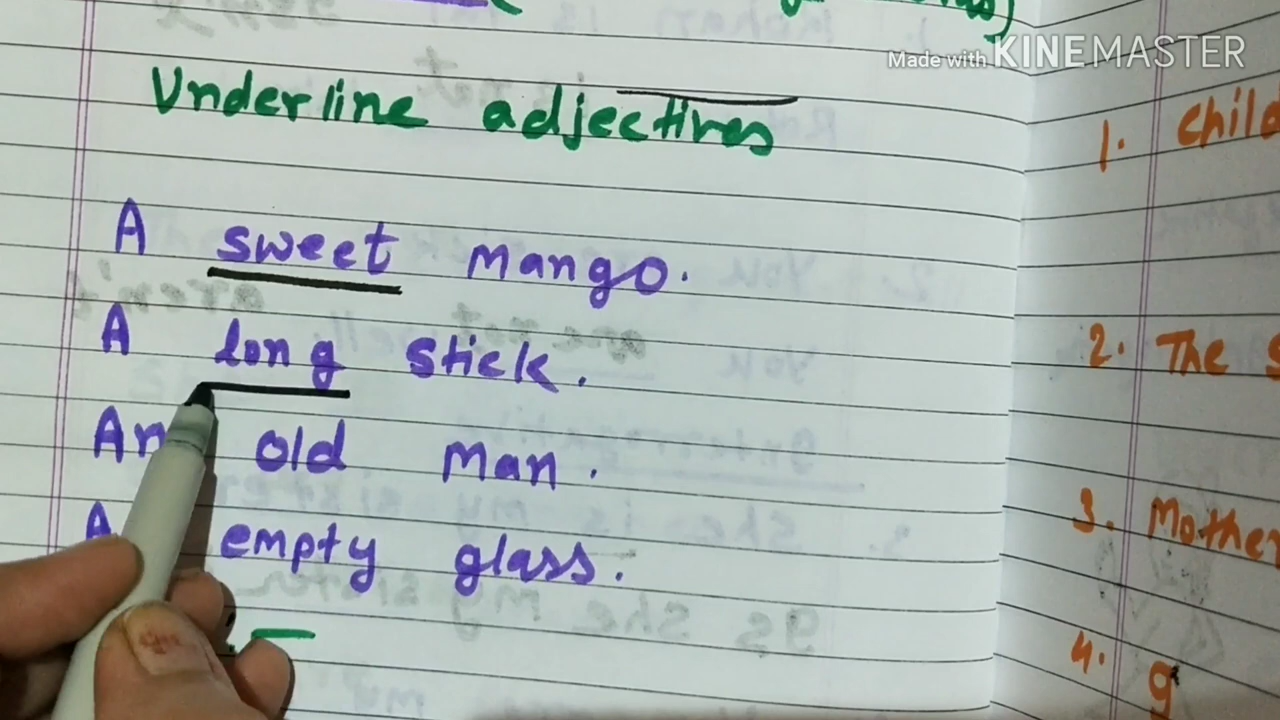 Made with KINEMASTER
Underline adjectives
A sweet mango.
A long stick.
An old man.
A empty glass.
1. Child
2. The S
3. Mother
4. g